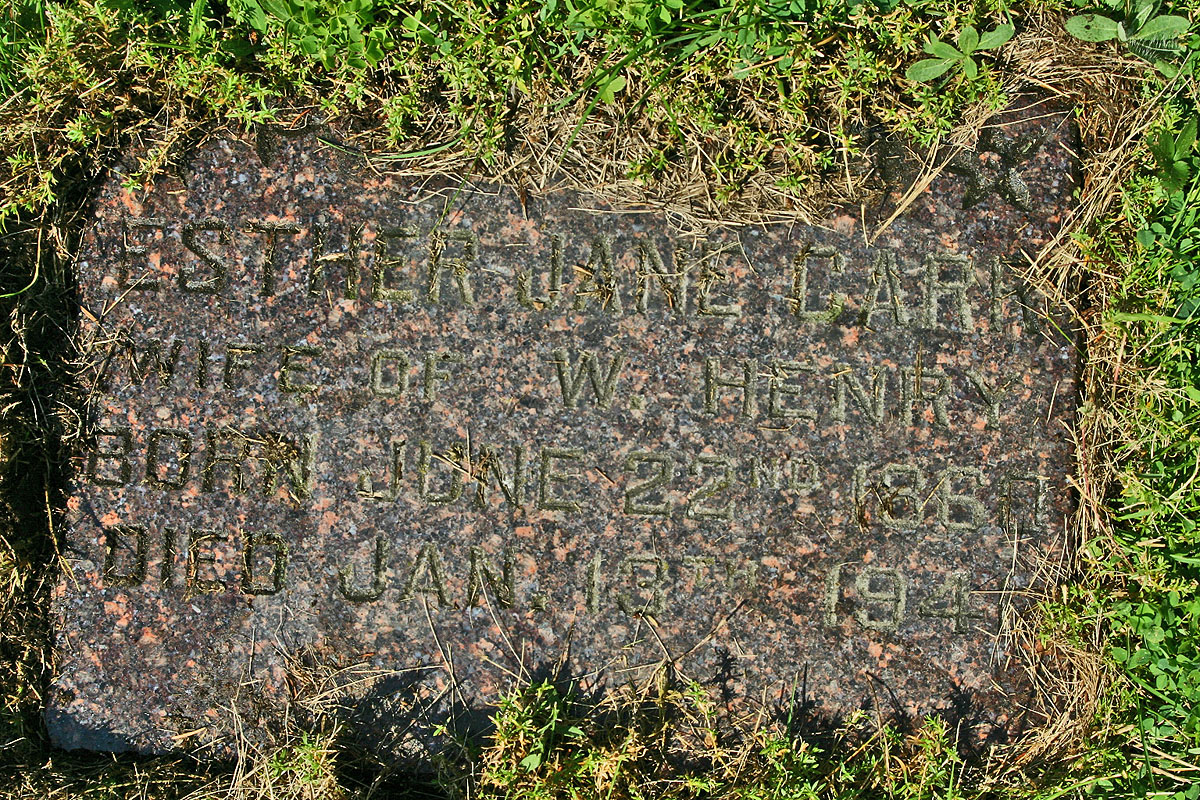 ESTHER JANE CARR
WIFE OF W. HENRY
BORN JUNE 22ND 1860
DIED JAN. 13TH 194